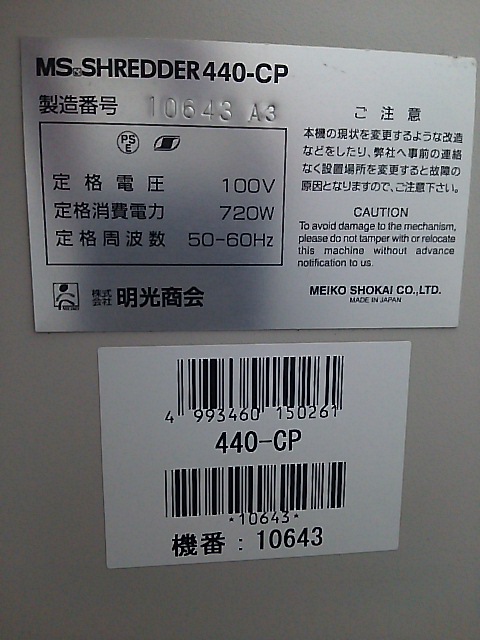 MS SHREDDER 440-CP
製造番号 10643 A3
PS
E
定格電圧 100V
定格消費電力 720W
定格周波数 50-60Hz
株式
会社 明光商会
ご注意
本機の現状を変更するような改造
などをしたり、弊社へ事前の連絡
なく設置場所を変更すると故障の
原因となりますので、ご注意下さい。
CAUTION
To avoid damage to the mechanism,
please do not tamper with or relocate
this machine without advance
notification to us.
MEIKO SHOKAI CO.,LTD.
MADE IN JAPAN
4 993460 150261
440-CP
*10643*
機番 : 10643